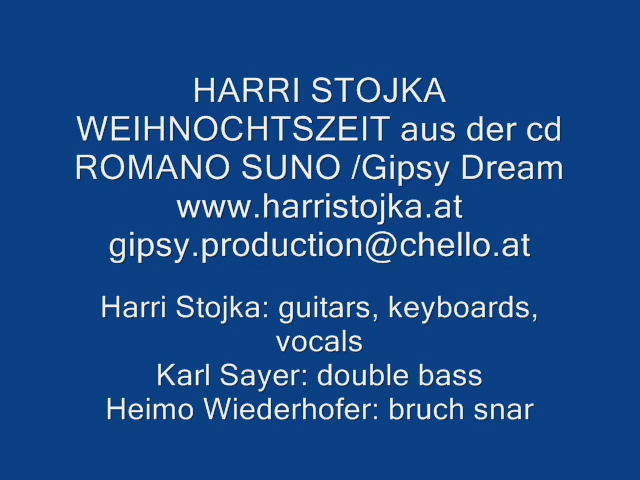 HARRI STOJKA
WEIHNOCHTSZEIT aus der cd
ROMANO SUNO /Gipsy Dream
www.harristojka.at
gipsy.production@chello.at
Harri Stojka: guitars, keyboards,
vocals
Karl Sayer: double bass
Heimo Wiederhofer: bruch snar